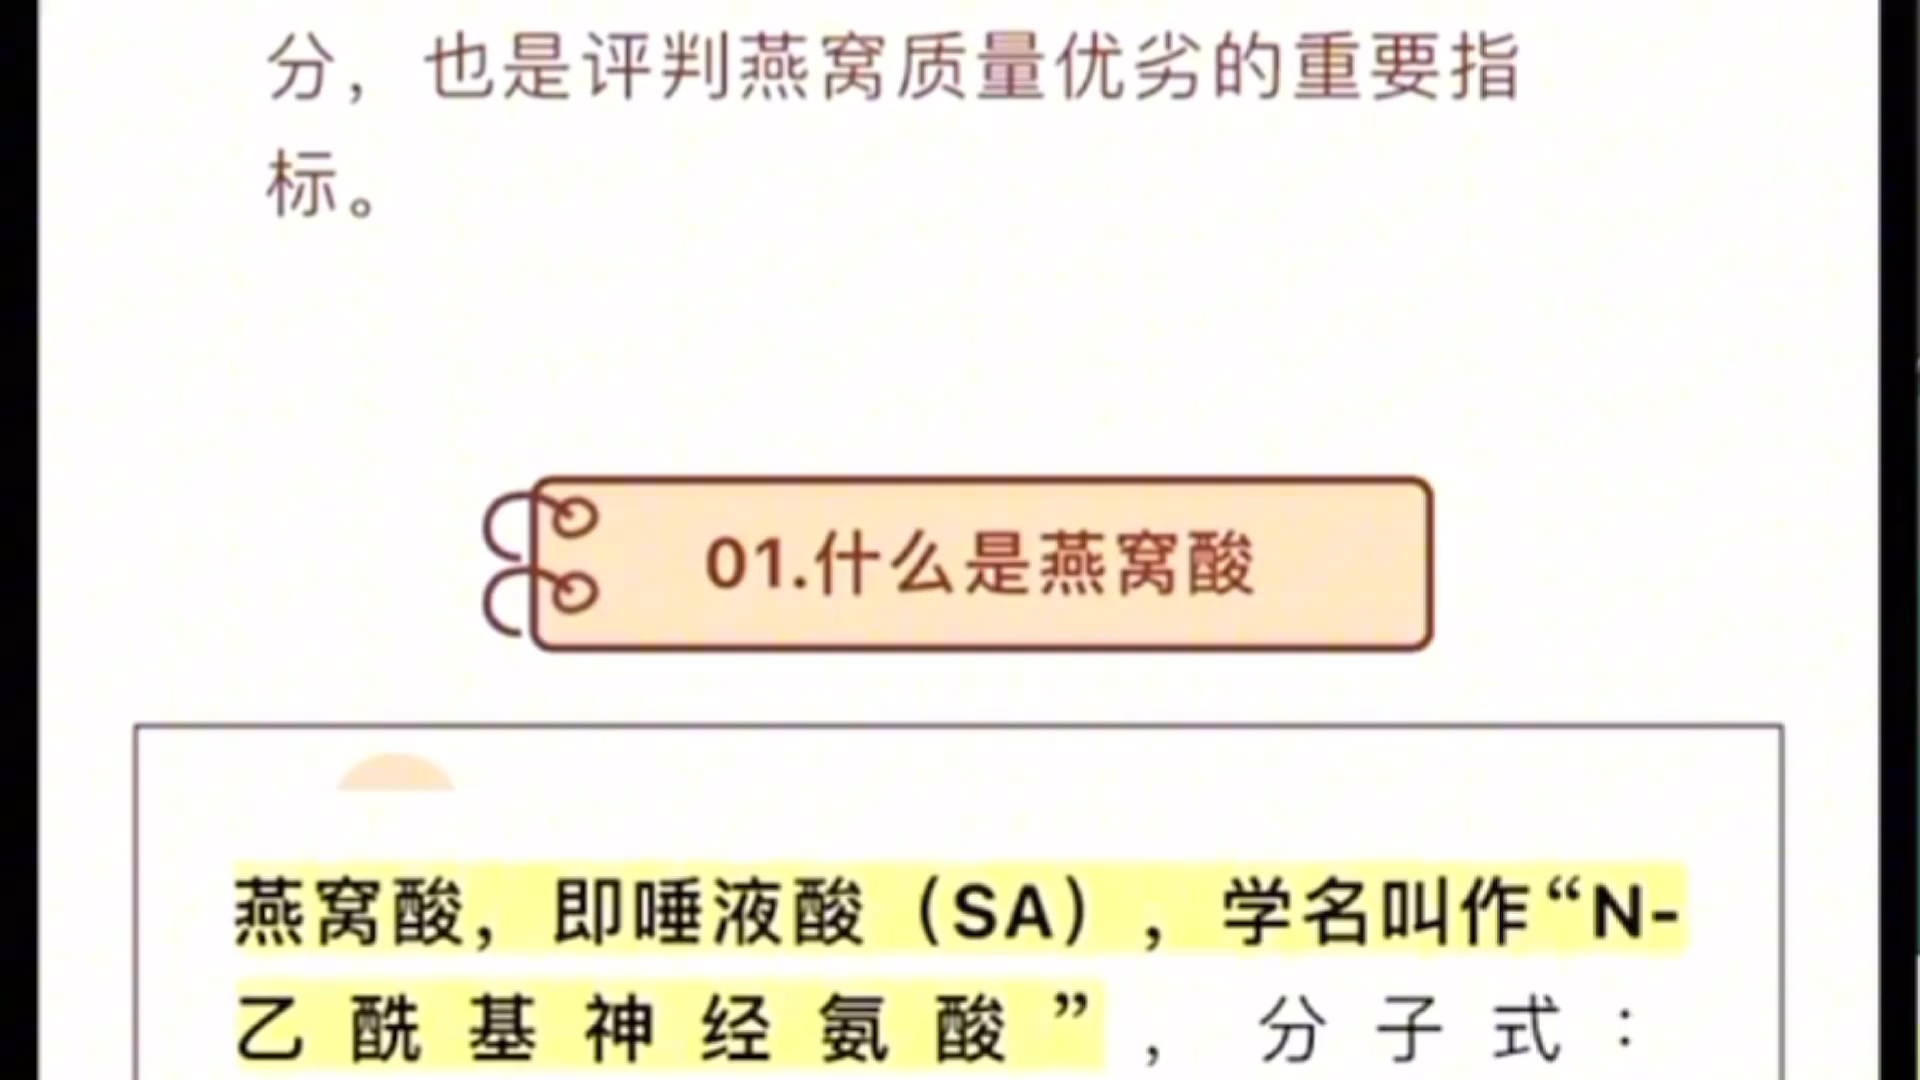 分，也是评判燕窝质量优劣的重要指
标。
01.什么是燕窝酸
燕窝酸，即唾液酸（SA），学名叫作“N-
乙酰基神经氨酸”，分子式：